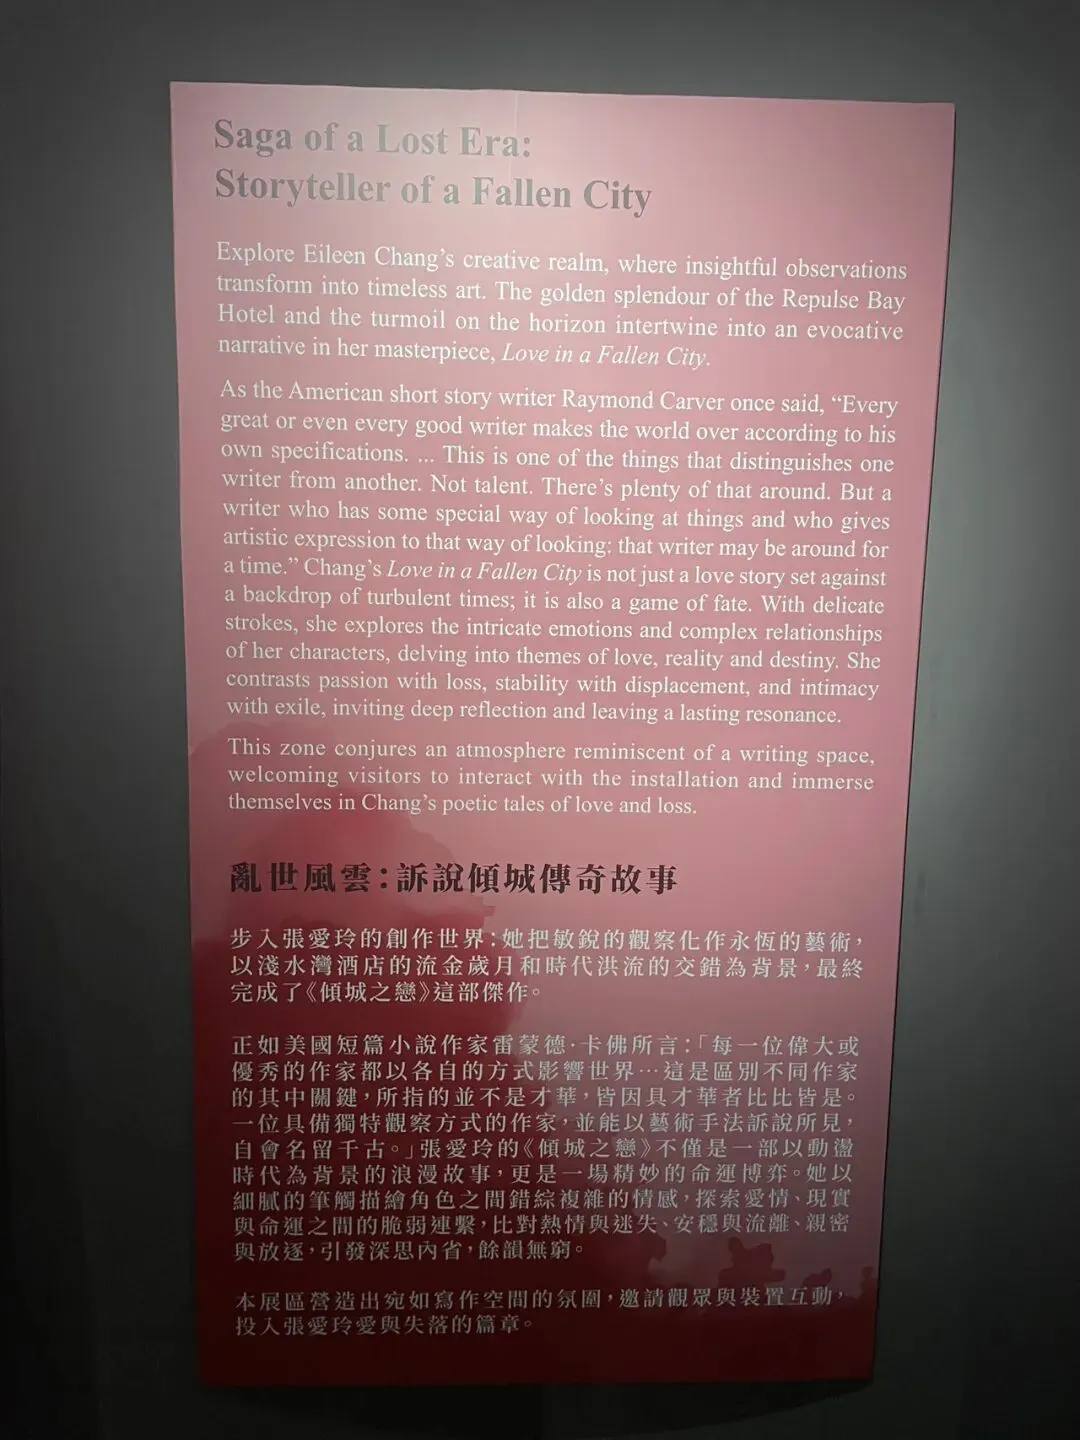 Saga of a Lost Era:
Storyteller of a Fallen City
Explore Eileen Chang's creative realm, where insightful observations
transform into timeless art. The golden splendour of the Repulse Bay
Hotel and the turmoil on the horizon intertwine into an evocative
narrative in her masterpiece, Love in a Fallen City.
As the American short story writer Raymond Carver once said, “Every
great or even every good writer makes the world over according to his
own specifications. ... This is one of the things that distinguishes one
writer from another. Not talent. There's plenty of that around. But a
writer who has some special way of looking at things and who gives
artistic expression to that way of looking: that writer may be around for
a time.” Chang's Love in a Fallen City is not just a love story set against
a backdrop of turbulent times; it is also a game of fate. With delicate
strokes, she explores the intricate emotions and complex relationships
of her characters, delving into themes of love, reality and destiny. She
contrasts passion with loss, stability with displacement, and intimacy
with exile, inviting deep reflection and leaving a lasting resonance.
This zone conjures an atmosphere reminiscent of a writing space,
welcoming visitors to interact with the installation and immerse
themselves in Chang's poetic tales of love and loss.
亂世風雲：訴說傾城傳奇故事
步入張愛玲的創作世界：她把敏銳的觀察化作永恆的藝術，
以淺水灣酒店的流金歲月和時代洪流的交錯為背景，最終
完成了《傾城之戀》這部傑作。
正如美國短篇小說作家雷蒙德·卡佛所言：「每一位偉大或
優秀的作家都以各自的方式影響世界…這是區別不同作家
的其中關鍵，所指的並不是才華，皆因具才華者比比皆是。
一位具備獨特觀察方式的作家，並能以藝術手法訴說所見，
自會名留千古。」張愛玲的《傾城之戀》不僅是一部以動盪
時代為背景的浪漫故事，更是一場精妙的命運博弈。她以
細膩的筆觸描繪角色之間錯綜複雜的情感，探索愛情、現實
與命運之間的脆弱連繫，比對熱情與迷失、安穩與流離、親密
與放逐，引發深思內省，餘韻無窮。
本展區營造出宛如寫作空間的氛圍，邀請觀眾與裝置互動，
投入張愛玲愛與失落的篇章。